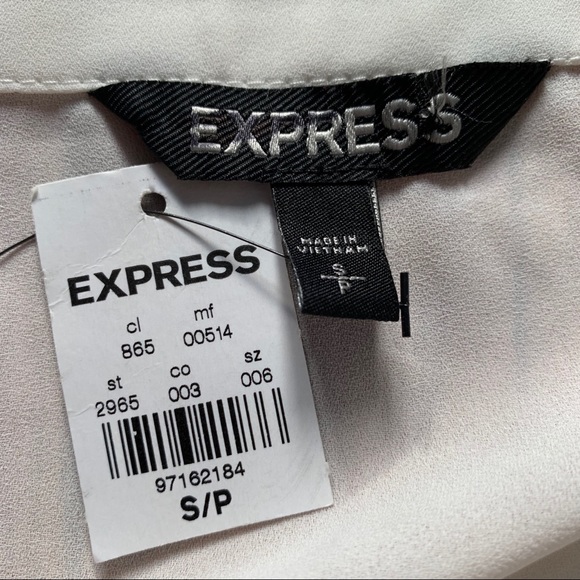 EXPRESS
MADE IN
VIETNAM
S
P
EXPRESS
cl mf
865 00514
st co sz
2965 003 006
97162184
S/P